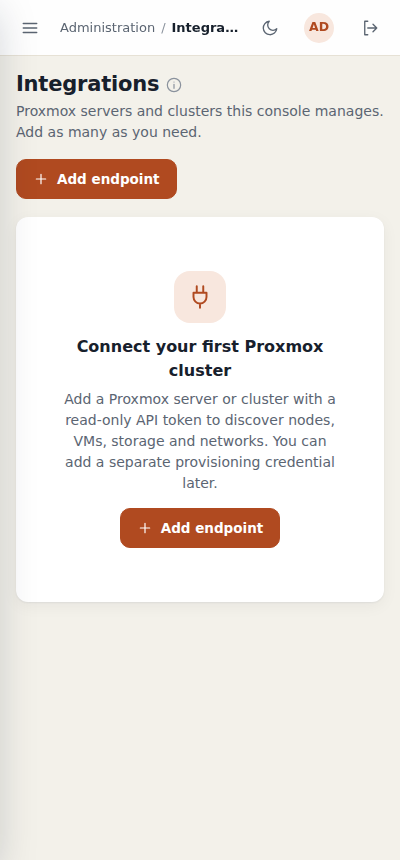 Administration / Integra...
AD
Integrations
Proxmox servers and clusters this console manages.
Add as many as you need.
Add endpoint
Connect your first Proxmox
cluster
Add a Proxmox server or cluster with a
read-only API token to discover nodes,
VMs, storage and networks. You can
add a separate provisioning credential
later.
Add endpoint